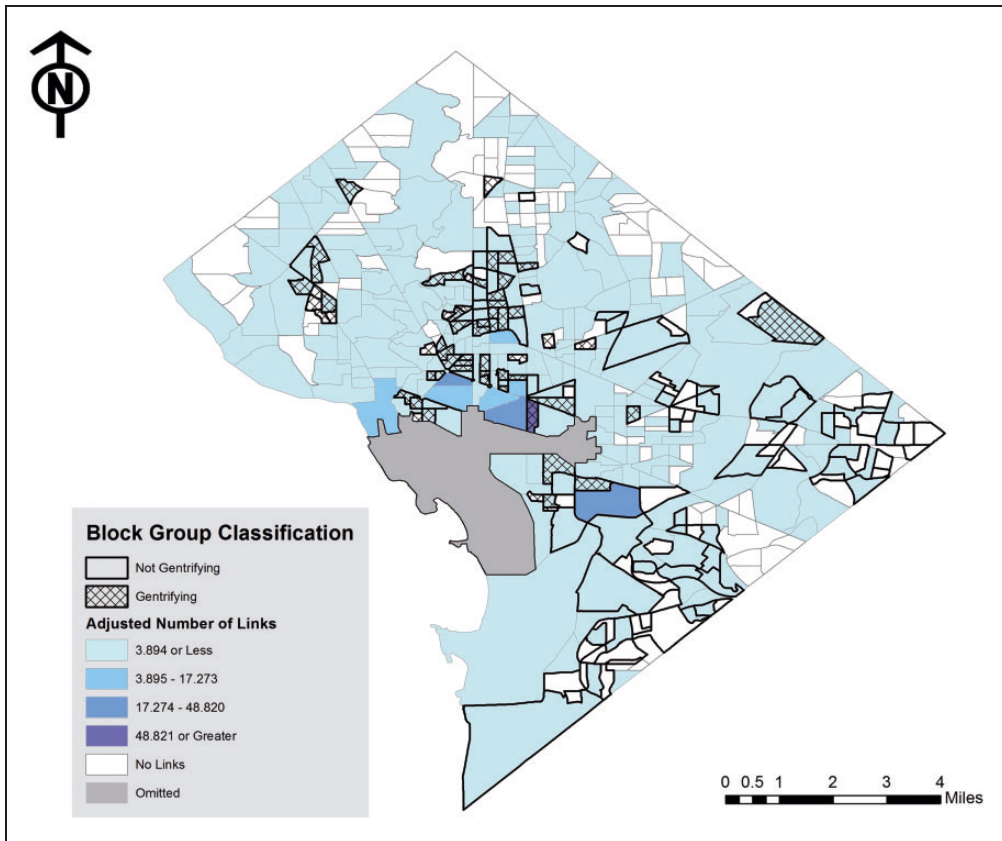 N
Block Group Classification
Not Gentrifying
Gentrifying
Adjusted Number of Links
3.894 or Less
3.895 - 17.273
17.274 - 48.820
48.821 or Greater
No Links
Omitted
0 0.5 1 2 3 4
Miles